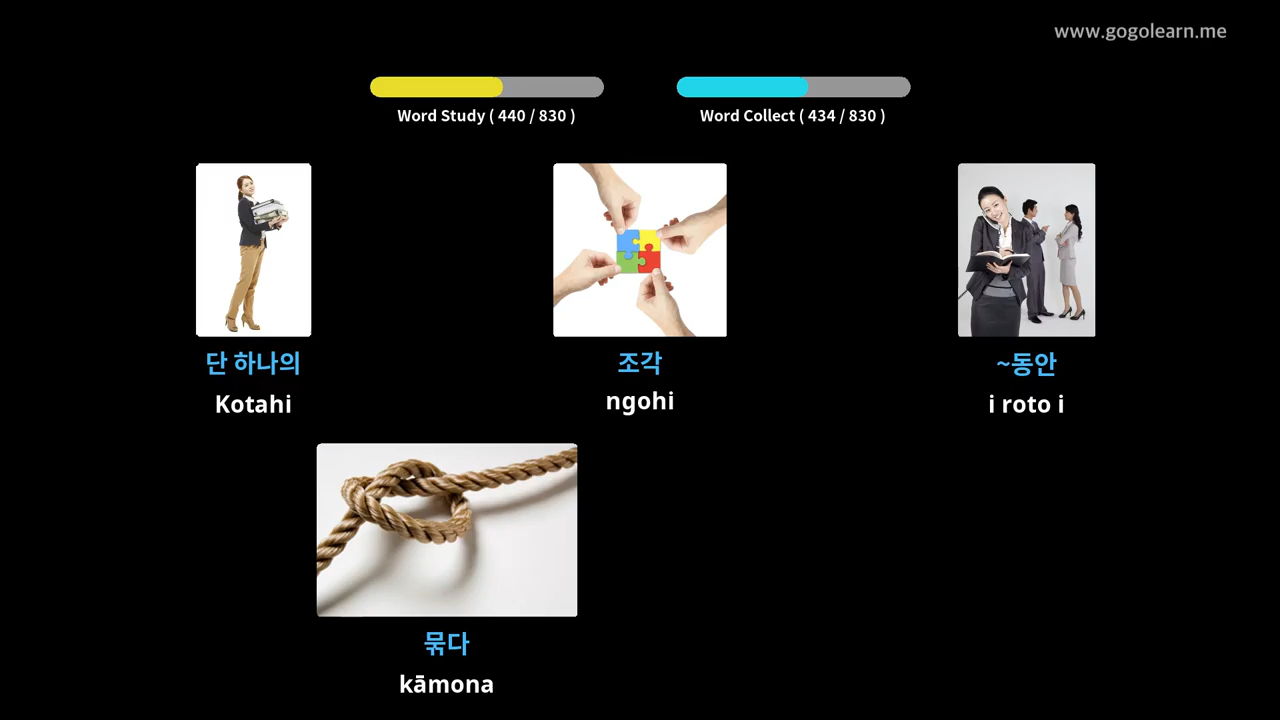 www.gogolearn.me
Word Study ( 440 / 830 )
Word Collect ( 434 / 830 )
단 하나의
Kotahi
조각
ngohi
~동안
i roto i
묶다
kāmona